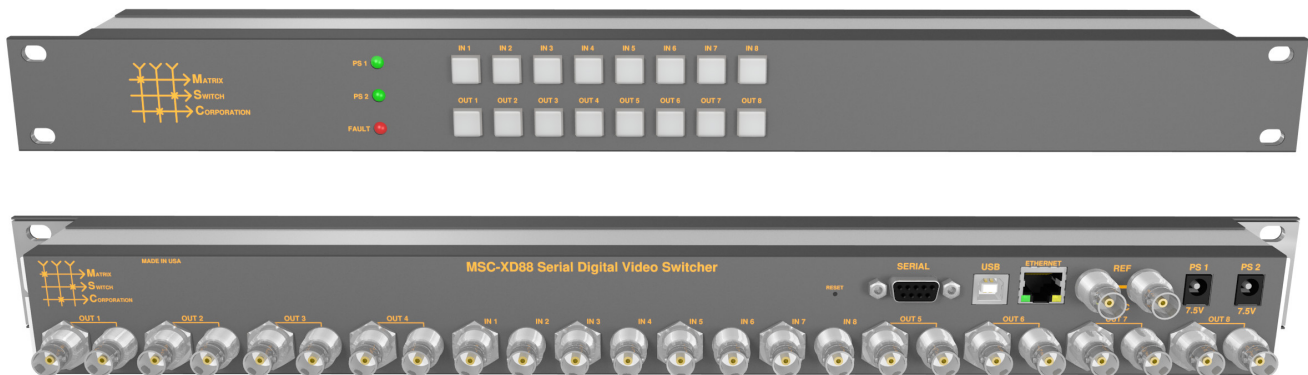 PS 1
IN 1 IN 2 IN 3 IN 4 IN 5 IN 6 IN 7 IN 8
MATRIX
SWITCH
CORPORATION
PS 2
OUT 1 OUT 2 OUT 3 OUT 4 OUT 5 OUT 6 OUT 7 OUT 8
FAULT
MADE IN USA
MSC-XD88 Serial Digital Video Switcher
SERIAL USB ETHERNET REF PS 1 PS 2
MATRIX
SWITCH
CORPORATION
RESET
7.5V 7.5V
OUT 1 OUT 2 OUT 3 OUT 4 IN 1 IN 2 IN 3 IN 4 IN 5 IN 6 IN 7 IN 8 OUT 5 OUT 6 OUT 7 OUT 8